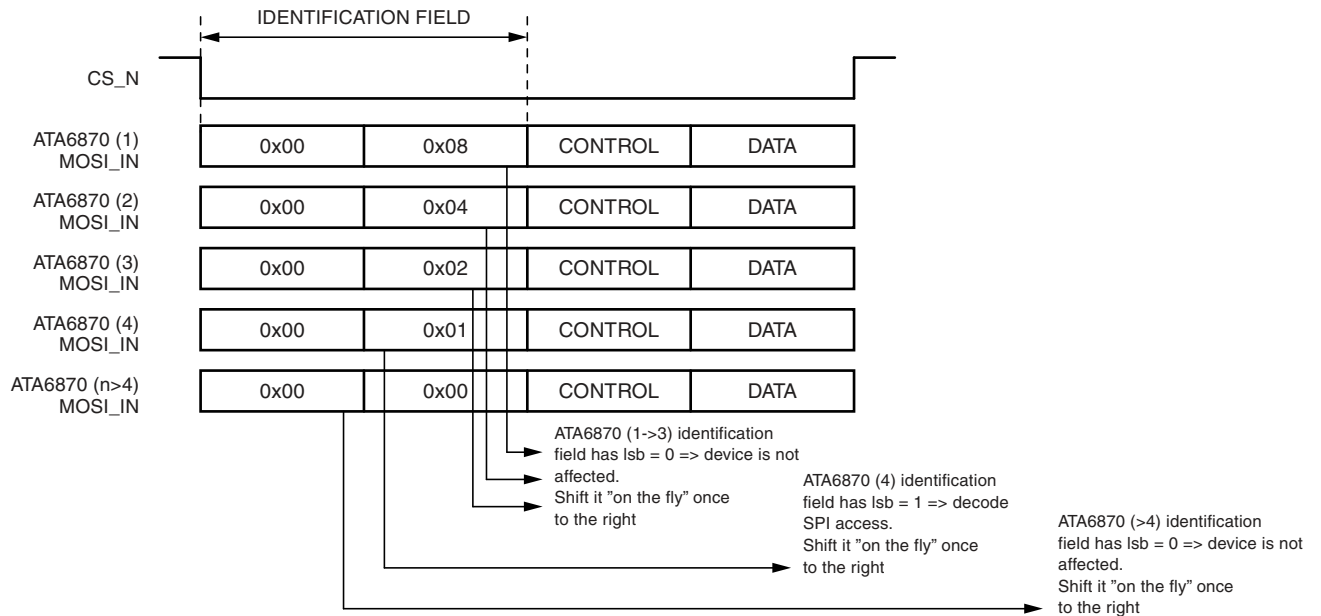 IDENTIFICATION FIELD
CS_N
ATA6870 (1)
MOSI_IN
0x00 0x08 CONTROL DATA
ATA6870 (2)
MOSI_IN
0x00 0x04 CONTROL DATA
ATA6870 (3)
MOSI_IN
0x00 0x02 CONTROL DATA
ATA6870 (4)
MOSI_IN
0x00 0x01 CONTROL DATA
ATA6870 (n>4)
MOSI_IN
0x00 0x00 CONTROL DATA
ATA6870 (1->3) identification
field has lsb = 0 => device is not
affected.
Shift it ”on the fly” once
to the right
ATA6870 (4) identification
field has lsb = 1 => decode
SPI access.
Shift it ”on the fly” once
to the right
ATA6870 (>4) identification
field has lsb = 0 => device is not
affected.
Shift it ”on the fly” once
to the right